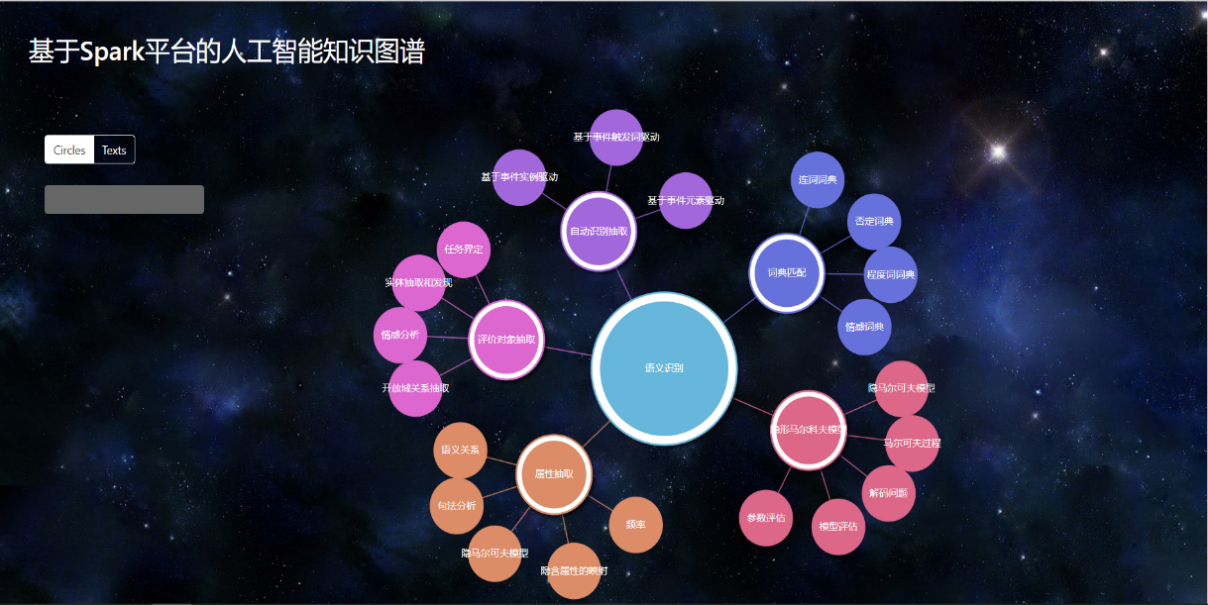 基于Spark平台的人工智能知识图谱
Circles
Texts
基于事件触发词驱动
基于事件实例驱动
基于事件元素驱动
自动识别抽取
连词词典
否定词典
程度词词典
情感词典
词典匹配
任务界定
实体抽取和发现
情感分析
开放域关系抽取
评价对象抽取
语义识别
隐马尔可夫模型
马尔可夫过程
解码问题
模型评估
参数评估
隐形马尔科夫模型
语义关系
句法分析
隐马尔可夫模型
隐含属性的映射
频率
属性抽取